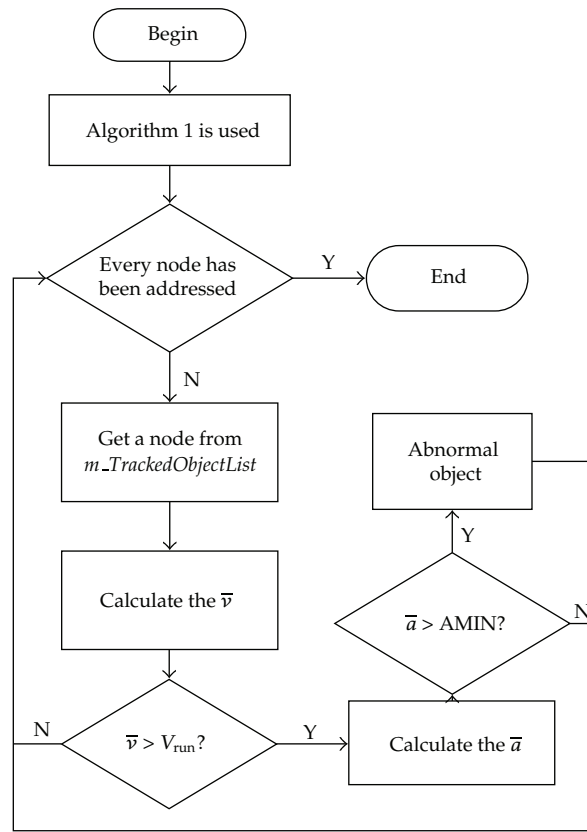 Begin
Algorithm 1 is used
Every node has
been addressed
Y
End
N
Get a node from
m_TrackedObjectList
Calculate the v̅
v̅ > Vrun?
N
Y
Calculate the a̅
a̅ > AMIN?
N
Y
Abnormal
object